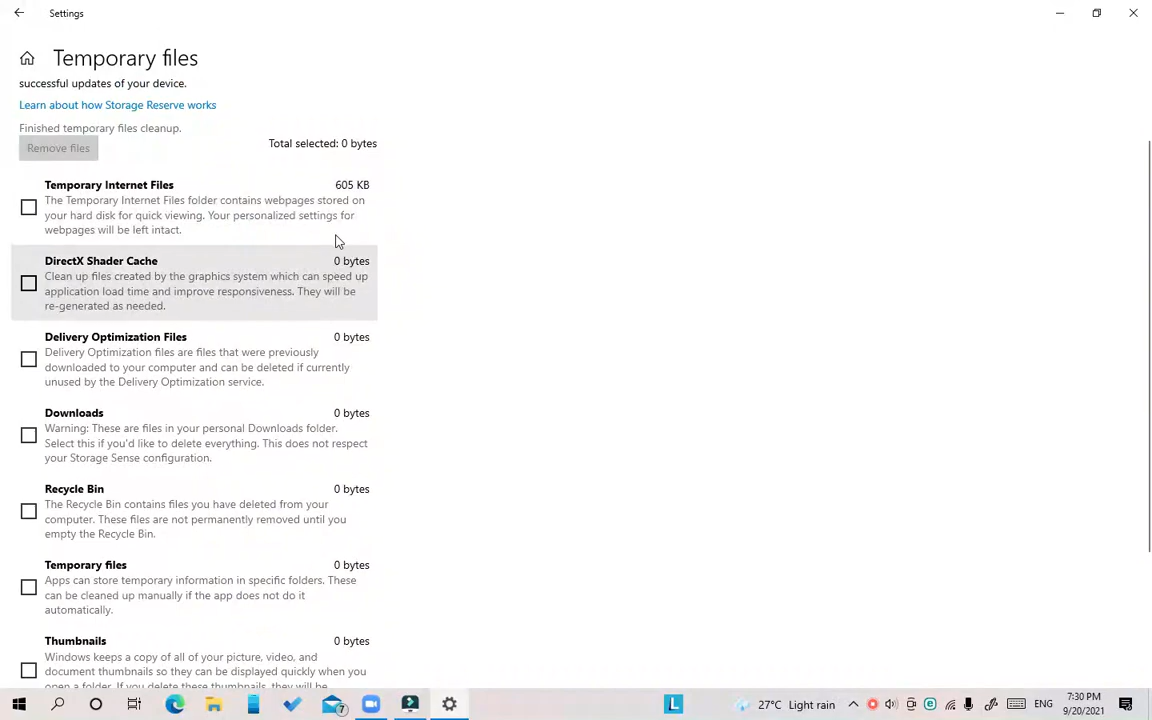 Settings
Temporary files
successful updates of your device.
Learn about how Storage Reserve works
Finished temporary files cleanup.
Remove files
Total selected: 0 bytes
Temporary Internet Files 605 KB
The Temporary Internet Files folder contains webpages stored on
your hard disk for quick viewing. Your personalized settings for
webpages will be left intact.
DirectX Shader Cache 0 bytes
Clean up files created by the graphics system which can speed up
application load time and improve responsiveness. They will be
re-generated as needed.
Delivery Optimization Files 0 bytes
Delivery Optimization files are files that were previously
downloaded to your computer and can be deleted if currently
unused by the Delivery Optimization service.
Downloads 0 bytes
Warning: These are files in your personal Downloads folder.
Select this if you'd like to delete everything. This does not respect
your Storage Sense configuration.
Recycle Bin 0 bytes
The Recycle Bin contains files you have deleted from your
computer. These files are not permanently removed until you
empty the Recycle Bin.
Temporary files 0 bytes
Apps can store temporary information in specific folders. These
can be cleaned up manually if the app does not do it
automatically.
Thumbnails 0 bytes
Windows keeps a copy of all of your picture, video, and
document thumbnails so they can be displayed quickly when you
open a folder. If you delete these thumbnails, they will be
7
L
27°C Light rain
ENG
7:30 PM
9/20/2021